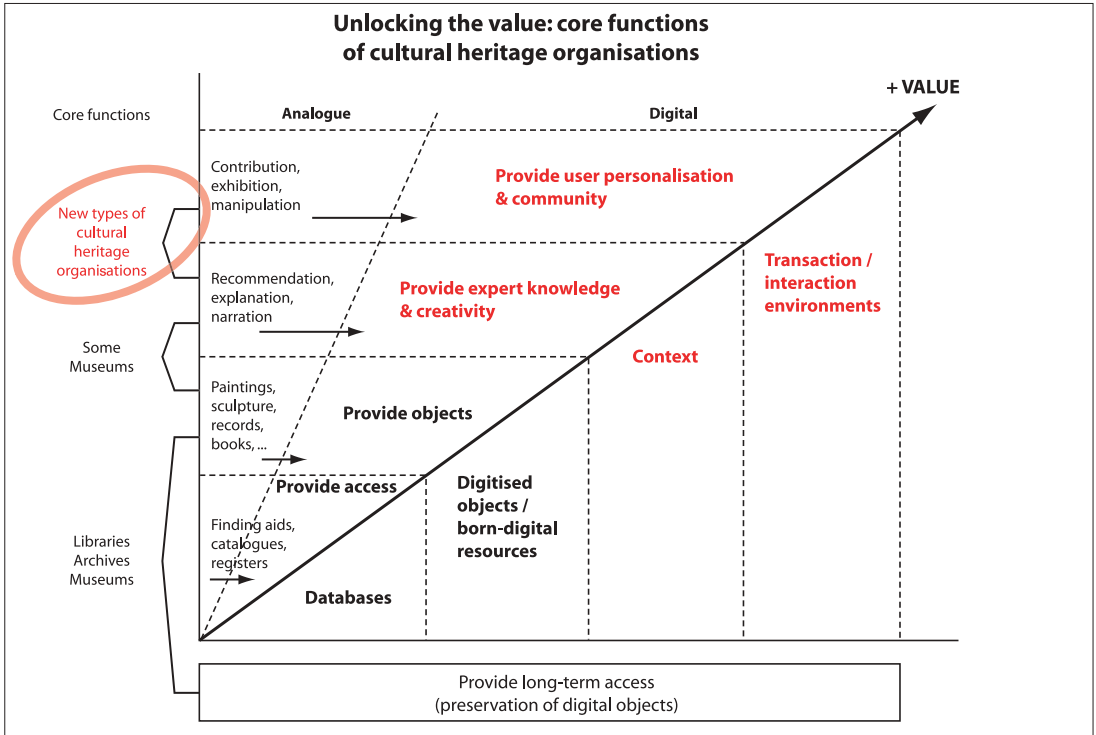 Unlocking the value: core functions
of cultural heritage organisations
+ VALUE
Core functions
Analogue
Digital
Contribution,
exhibition,
manipulation
Provide user personalisation
& community
New types of
cultural
heritage
organisations
Recommendation,
explanation,
narration
Provide expert knowledge
& creativity
Transaction /
interaction
environments
Some
Museums
Context
Paintings,
sculpture,
records,
books, ...
Provide objects
Provide access
Digitised
objects /
born-digital
resources
Libraries
Archives
Museums
Finding aids,
catalogues,
registers
Databases
Provide long-term access
(preservation of digital objects)